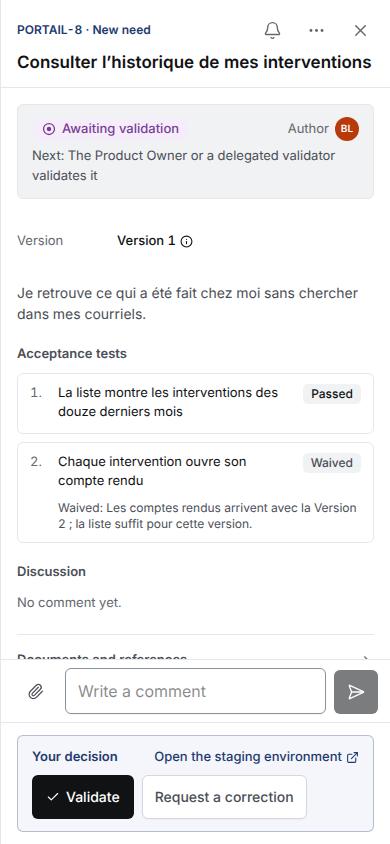 PORTAIL-8 · New need
Consulter l’historique de mes interventions
Awaiting validation
Author BL
Next: The Product Owner or a delegated validator
validates it
Version Version 1
Je retrouve ce qui a été fait chez moi sans chercher
dans mes courriels.
Acceptance tests
1. La liste montre les interventions des
douze derniers mois
Passed
2. Chaque intervention ouvre son
compte rendu
Waived
Waived: Les comptes rendus arrivent avec la Version
2 ; la liste suffit pour cette version.
Discussion
No comment yet.
Documents and references
Write a comment
Your decision
Open the staging environment
Validate
Request a correction